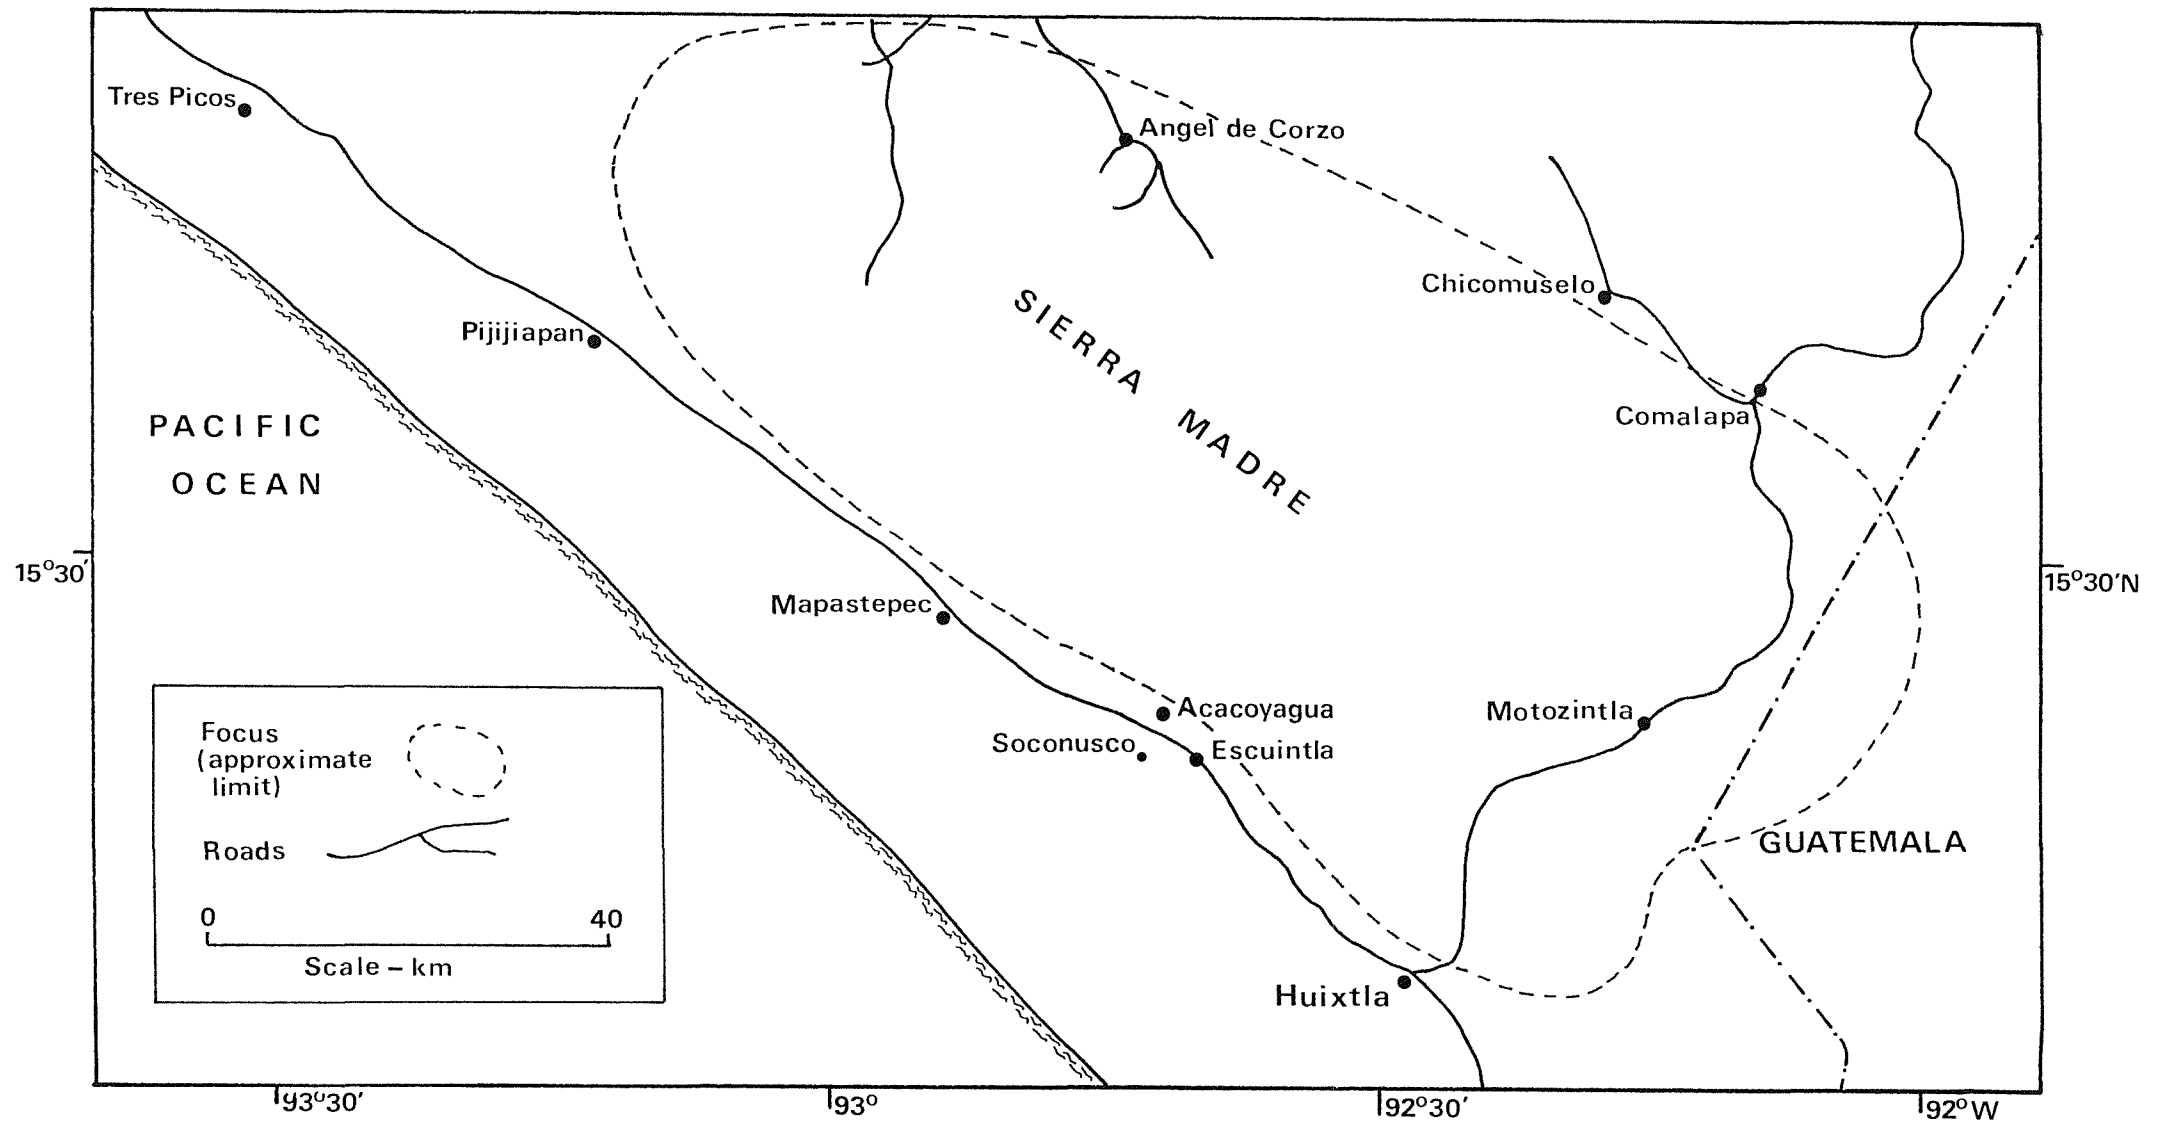 Tres Picos
Angel de Corzo
Chicomuselo
SIERRA MADRE
Pijijiapan
Comalapa
PACIFIC
OCEAN
15°30'
15°30'N
Mapastepec
Acacoyagua
Motozintla
Soconusco
Escuintla
Focus
(approximate
limit)
Roads
GUATEMALA
0 40
Scale – km
Huixtla
93°30'
93°
92°30'
92°W